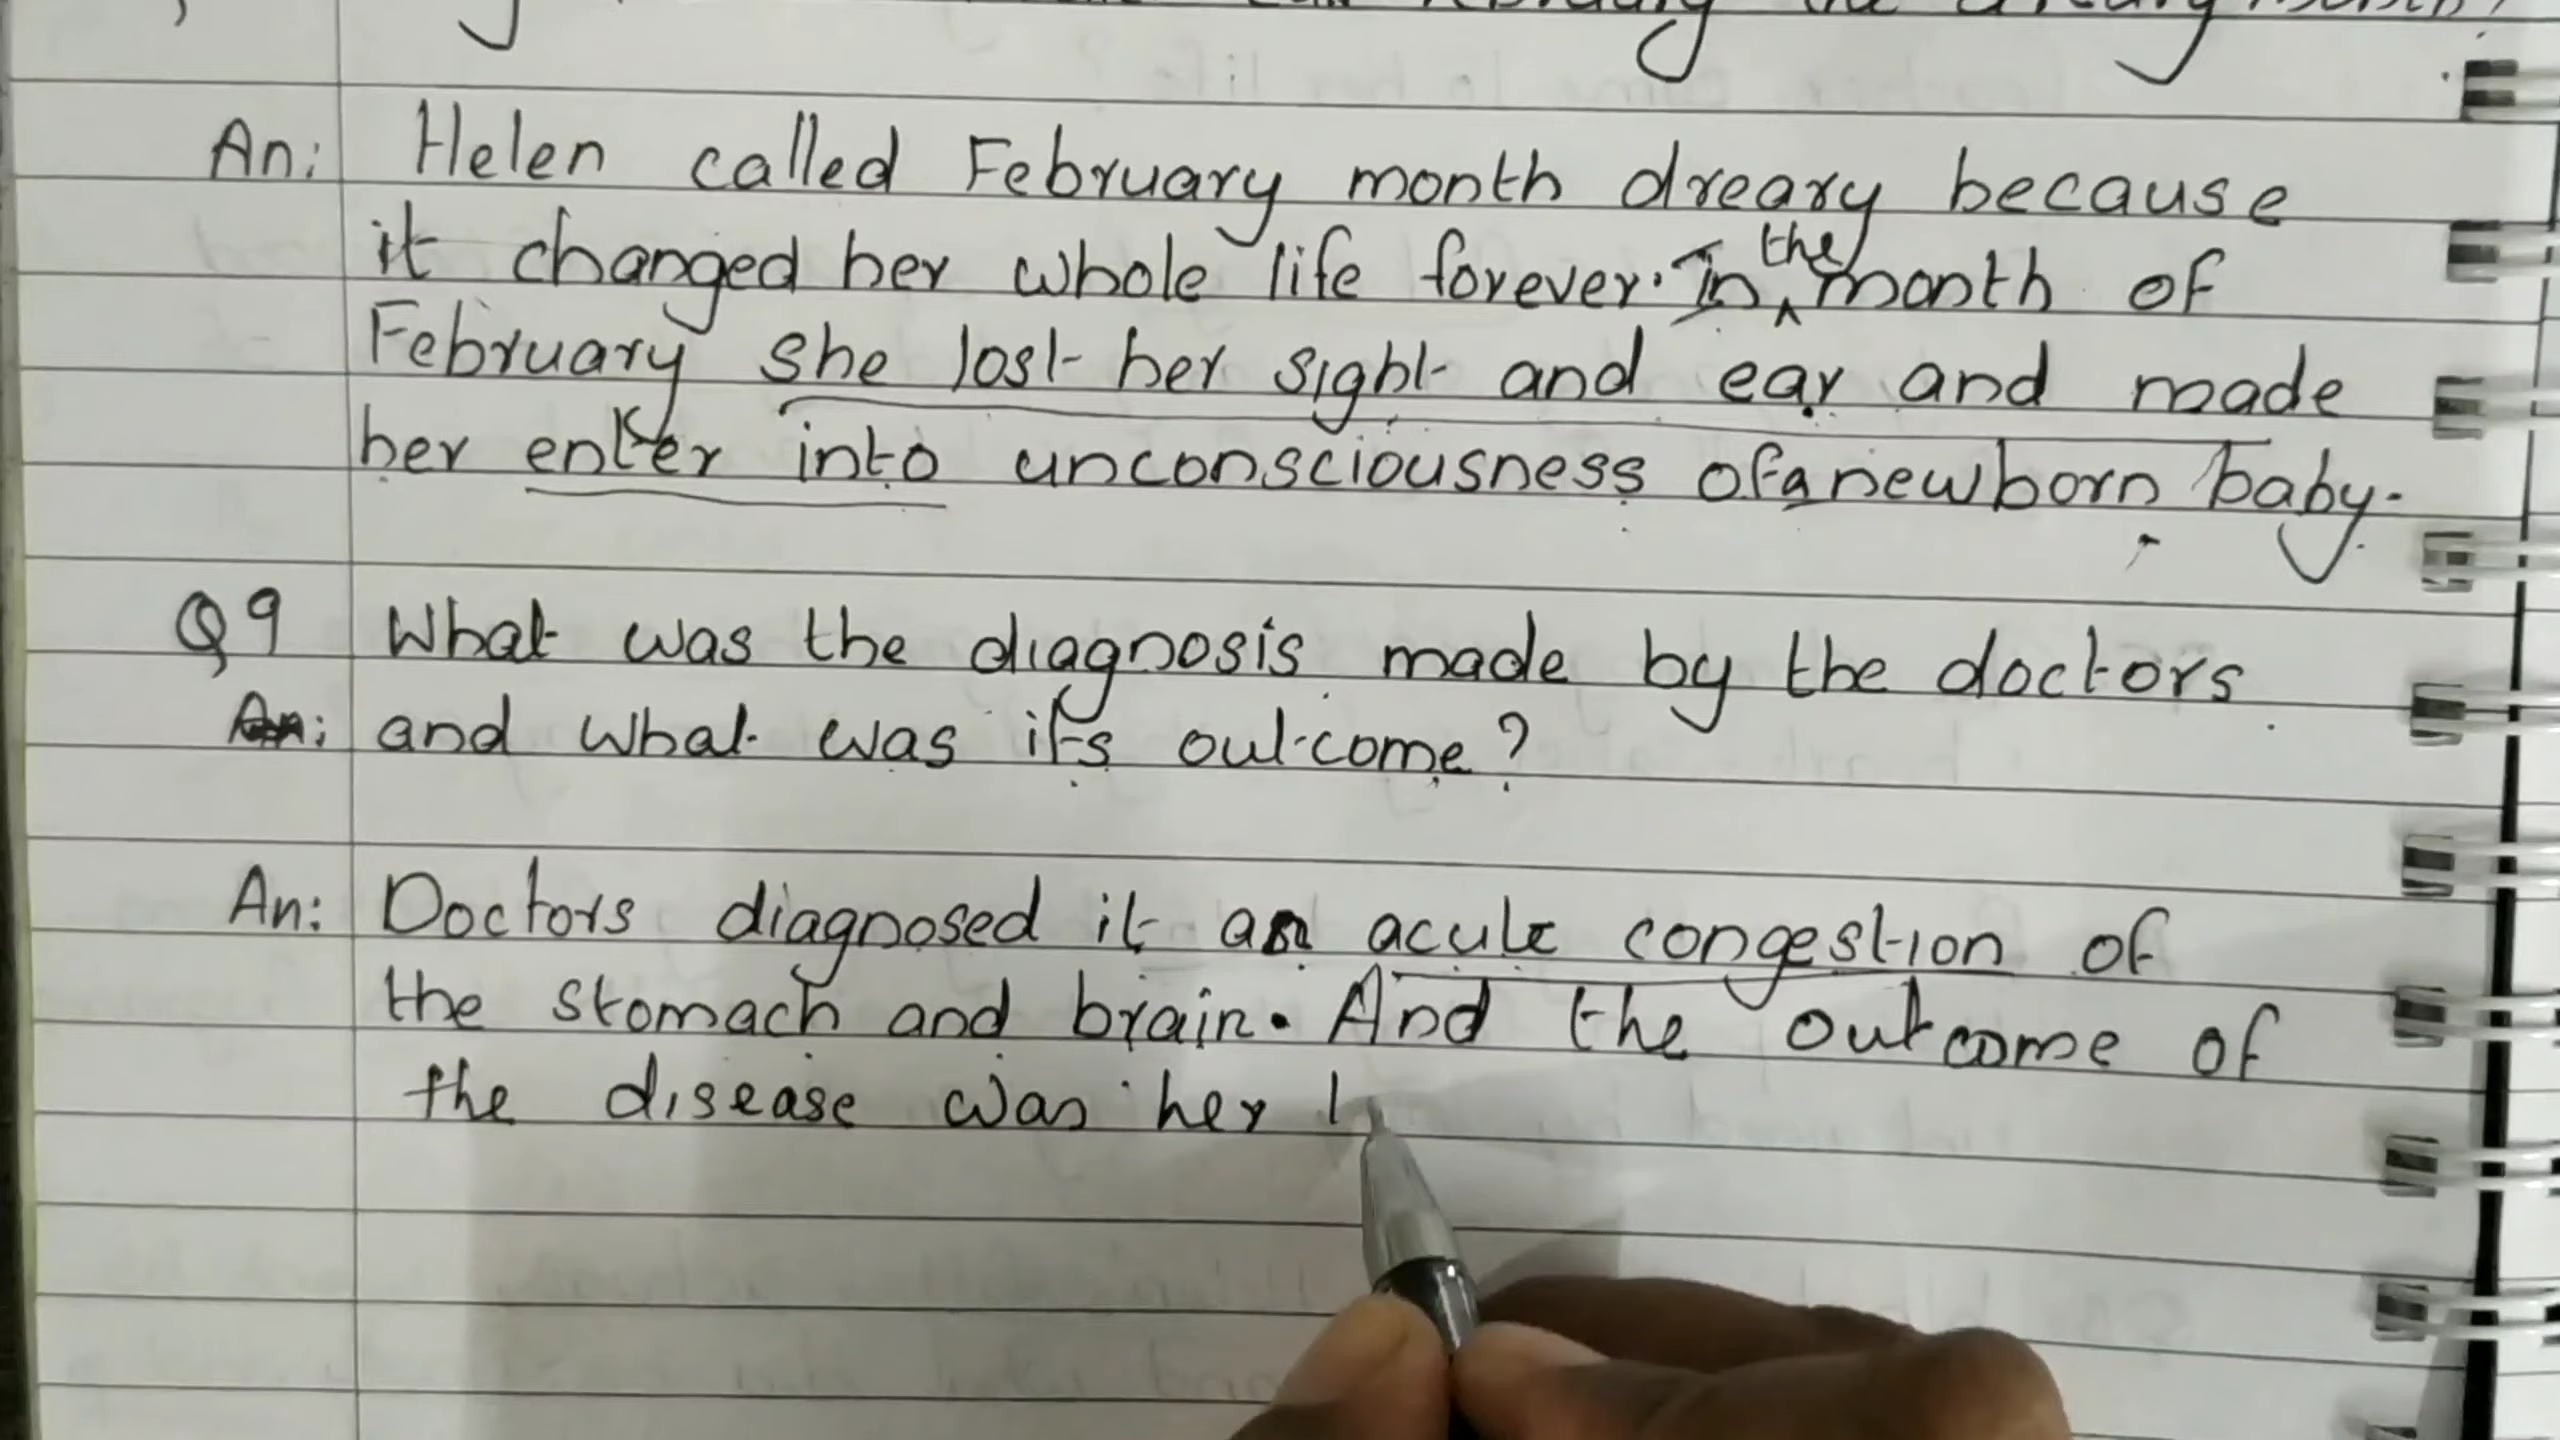 An: Helen called February month dreary because
it changed her whole life forever. In the month of
February she lost her sight and ear and made
her enter into unconsciousness of a newborn baby.
Q9 What was the diagnosis made by the doctors
An: and what was its outcome?
An: Doctors diagnosed it as acute congestion of
the stomach and brain. And the outcome of
the disease was her l